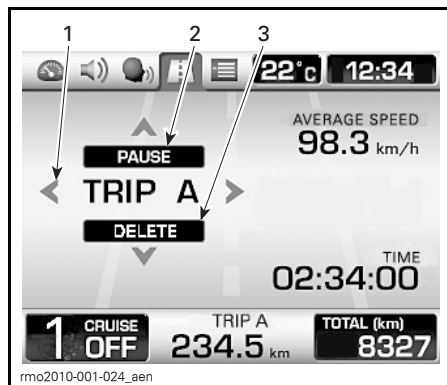 1 2 3
22°c 12:34
AVERAGE SPEED
98.3 km/h
PAUSE
TRIP A
DELETE
TIME
02:34:00
1 CRUISE OFF
TRIP A
234.5 km
TOTAL (km)
8327
rmo2010-001-024_aen